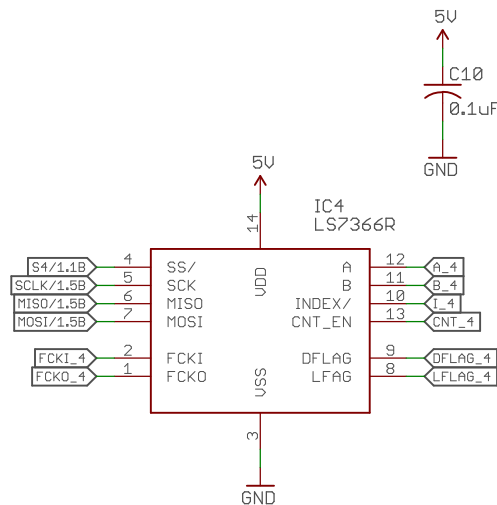 5V
C10
0.1uF
GND
5V
IC4
LS7366R
14
VDD
S4/1.1B 4 SS/ A 12 A_4
SCLK/1.5B 5 SCK B 11 B_4
MISO/1.5B 6 MISO INDEX/ 10 I_4
MOSI/1.5B 7 MOSI CNT_EN 13 CNT_4
FCKI_4 2 FCKI DFLAG 9 DFLAG_4
FCKO_4 1 FCKO LFAG 8 LFLAG_4
VSS
3
GND